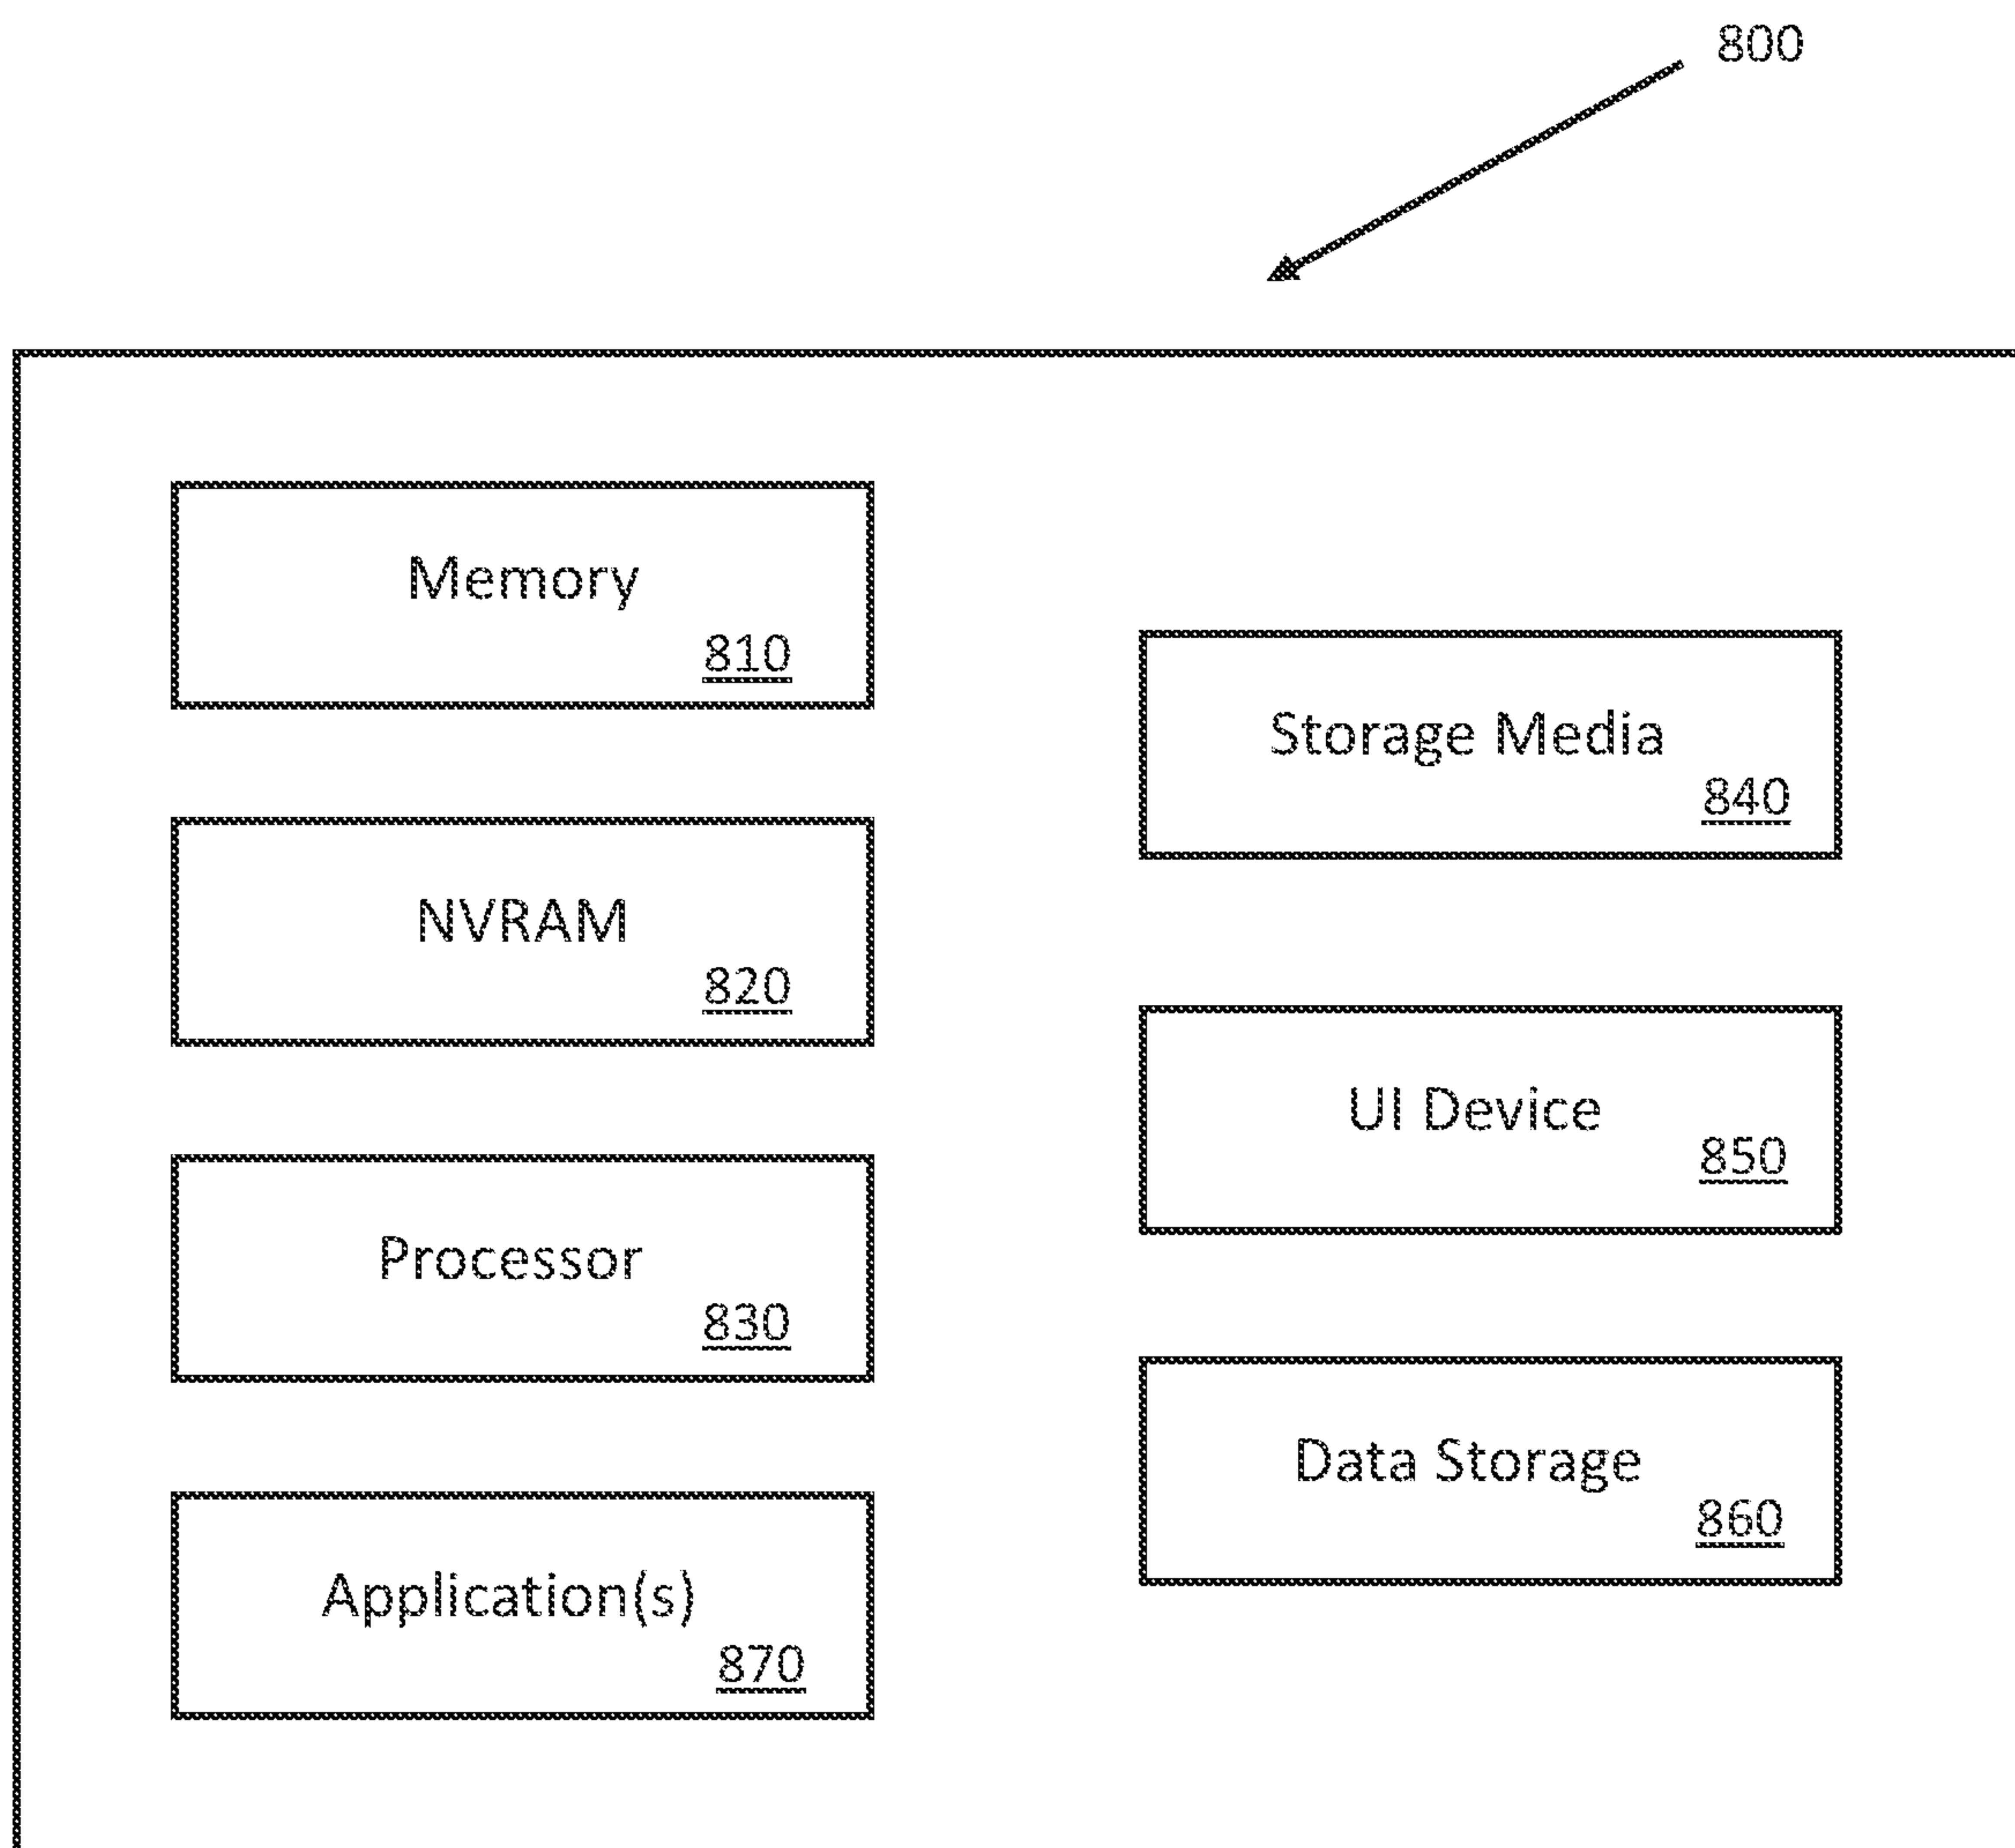 800
Memory
810
NVRAM
820
Processor
830
Application(s)
870
Storage Media
840
UI Device
850
Data Storage
860